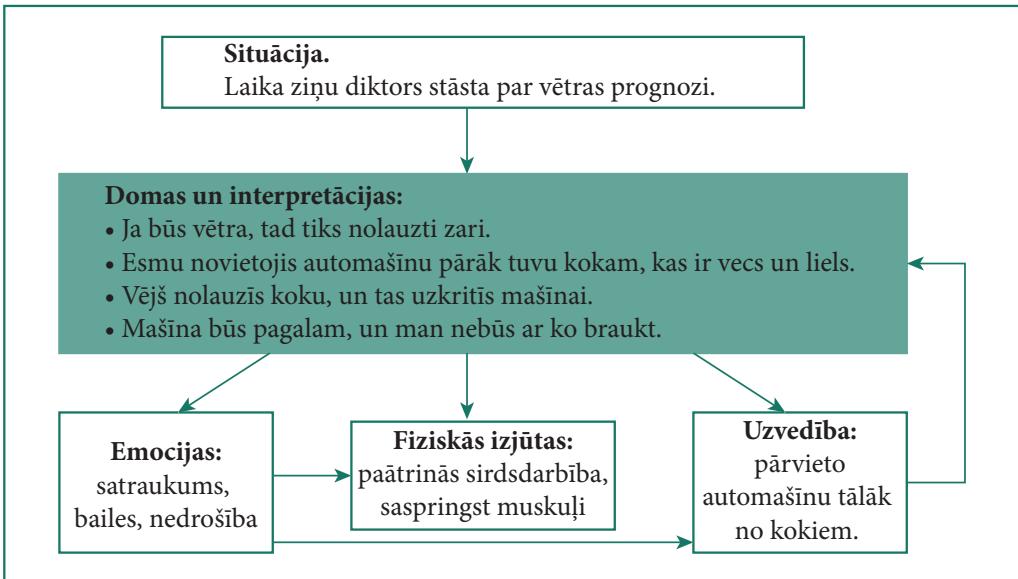 Situācija.
Laika ziņu diktors stāsta par vētras prognozi.
Domas un interpretācijas:
• Ja būs vētra, tad tiks nolauzti zari.
• Esmu novietojis automašīnu pārāk tuvu kokam, kas ir vecs un liels.
• Vējš nolauzīs koku, un tas uzkritīs mašīnai.
• Mašīna būs pagalam, un man nebūs ar ko braukt.
Emocijas:
satraukums,
bailes, nedrošība
Fiziskās izjūtas:
paātrinās sirdsdarbība,
saspringst muskuļi
Uzvedība:
pārvieto
automašīnu tālāk
no kokiem.